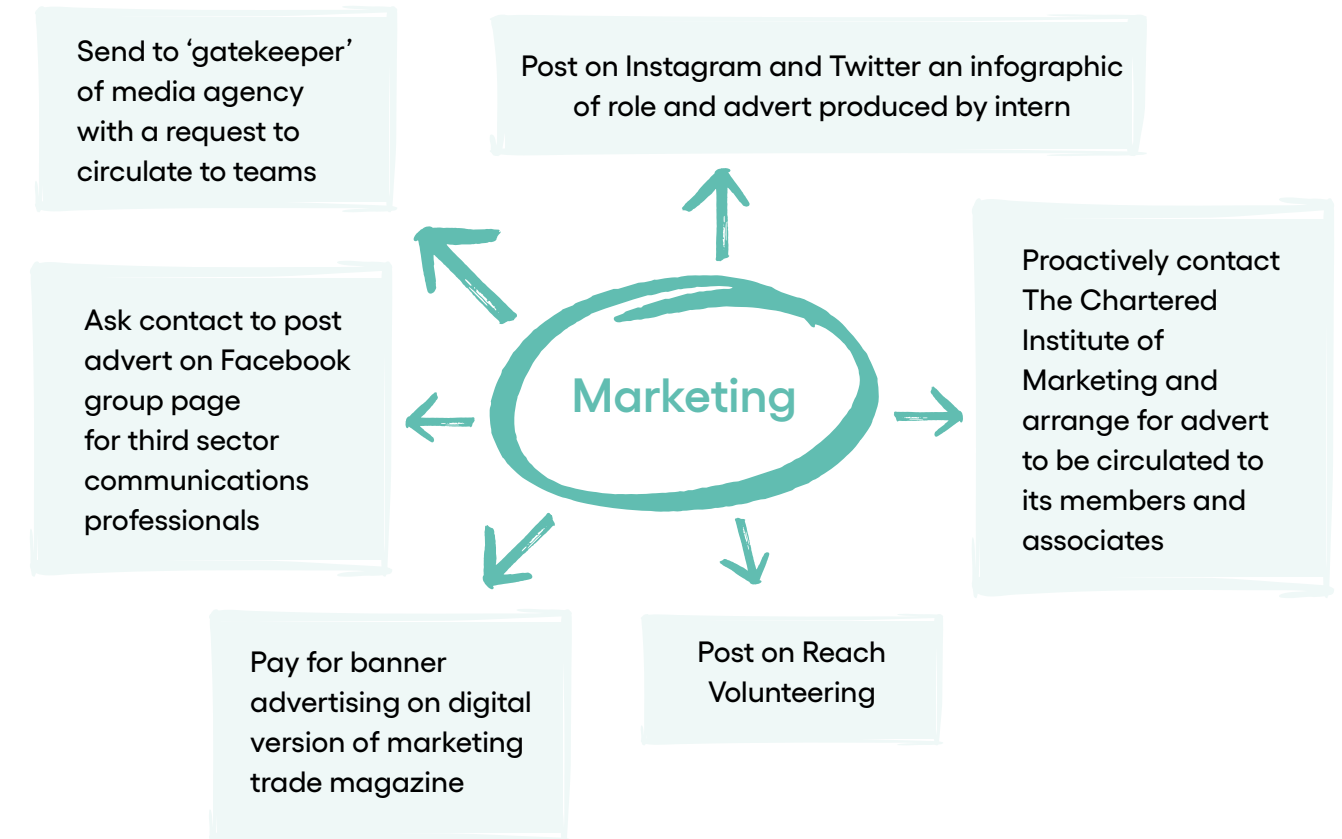 Send to ‘gatekeeper’
of media agency
with a request to
circulate to teams
Post on Instagram and Twitter an infographic
of role and advert produced by intern
Ask contact to post
advert on Facebook
group page
for third sector
communications
professionals
Marketing
Proactively contact
The Chartered
Institute of
Marketing and
arrange for advert
to be circulated to
its members and
associates
Pay for banner
advertising on digital
version of marketing
trade magazine
Post on Reach
Volunteering